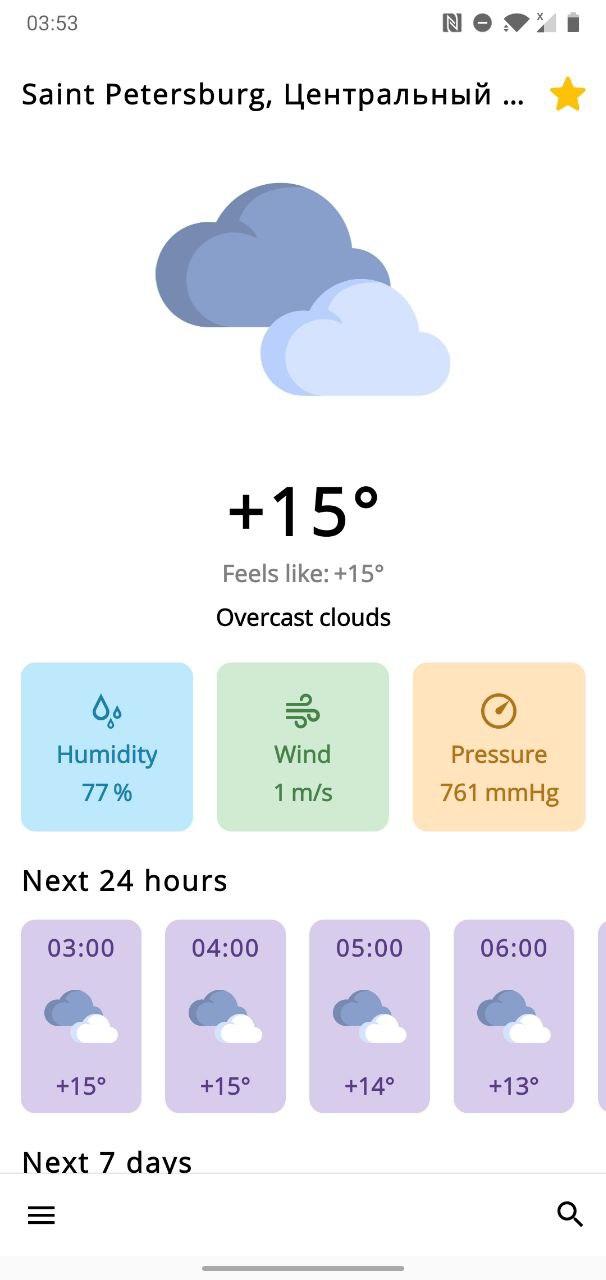 03:53
Saint Petersburg, Центральный ...
+15°
Feels like: +15°
Overcast clouds
Humidity
77 %
Wind
1 m/s
Pressure
761 mmHg
Next 24 hours
03:00
+15°
04:00
+15°
05:00
+14°
06:00
+13°
Next 7 days